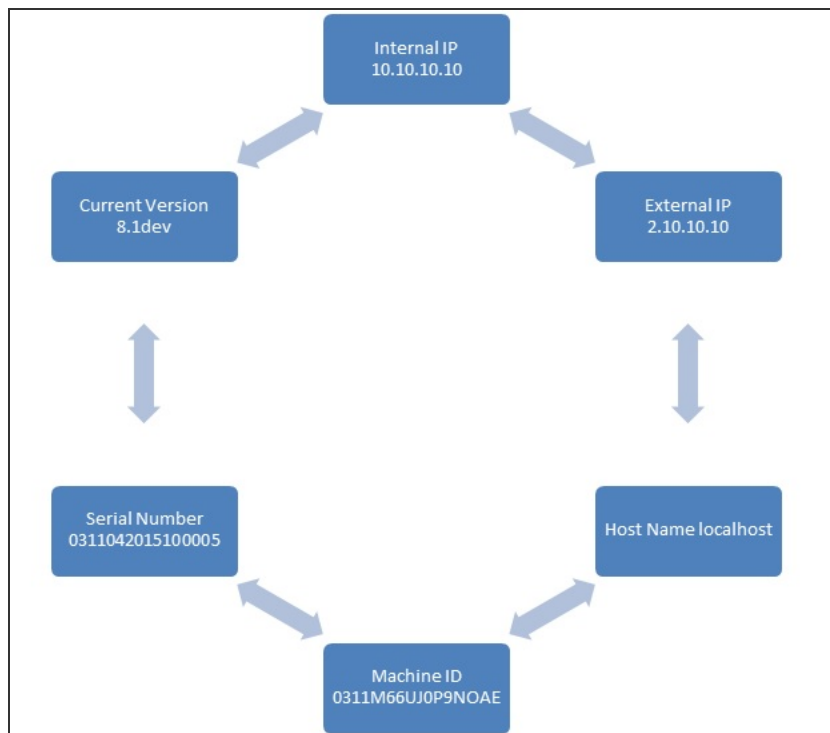 Internal IP
10.10.10.10
External IP
2.10.10.10
Host Name localhost
Machine ID
0311M66UJ0P9NOAE
Serial Number
0311042015100005
Current Version
8.1dev